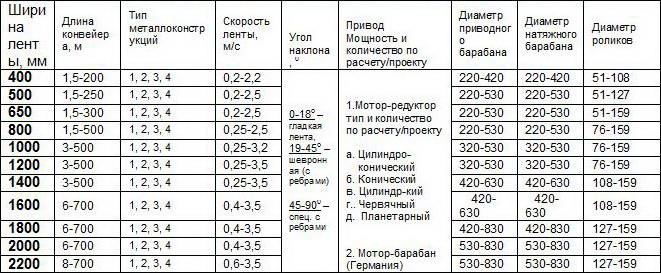 Шири
на
лент
ы, мм
Длина
конвейер
а, м
Тип
металлоконст
рукций
Скорость
ленты,
м/с
Угол
наклона
, °
Привод
Мощность и
количество по
расчету/проекту
Диаметр
приводног
о
барабана
Диаметр
натяжного
барабана
Диаметр
роликов
400 1,5-200 1, 2, 3, 4 0,2-2,2 220-420 220-420 51-108
500 1,5-250 1, 2, 3, 4 0,2-2,5 220-530 220-530 51-127
650 1,5-300 1, 2, 3, 4 0,2-2,5 220-530 220-530 51-159
800 1,5-500 1, 2, 3, 4 0,25-2,5 220-530 220-530 76-159
1000 3-500 1, 2, 3, 4 0,25-3,2 320-530 320-530 76-159
1200 3-500 1, 2, 3, 4 0,25-3,5 320-530 320-530 76-159
1400 3-500 1, 2, 3, 4 0,25-3,5 420-630 420-630 108-159
1600 6-700 1, 2, 3, 4 0,4-3,5 420-630 420-630 108-159
1800 6-700 1, 2, 3, 4 0,4-3,5 420-830 420-830 127-159
2000 6-700 1, 2, 3, 4 0,4-3,5 530-830 530-830 127-159
2200 8-700 1, 2, 3, 4 0,6-3,5 530-830 530-830 127-159
0-18° –
гладкая
лента,
19-45° –
шевронн
ая (с
ребрами)
45-90° –
спец. с
ребрами
1.Мотор-редуктор
тип и количество
по расчету/проекту
а. Цилиндро-
конический
б. Конический
в. Цилиндр-кий
г.. Червячный
д. Планетарный
2. Мотор-барабан
(Германия)